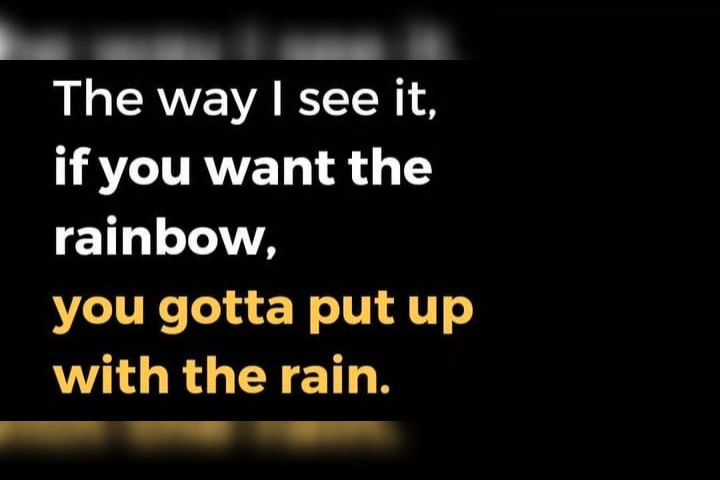 The way I see it,
if you want the
rainbow,
you gotta put up
with the rain.